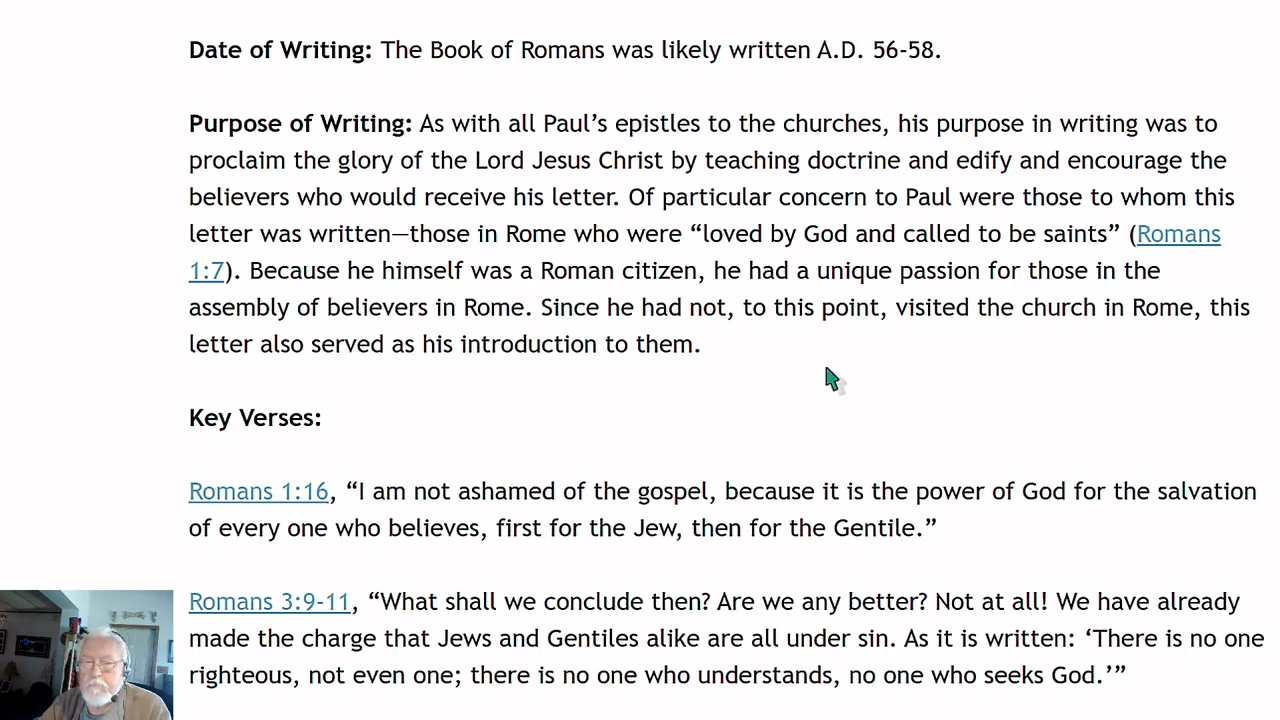 Date of Writing: The Book of Romans was likely written A.D. 56-58.
Purpose of Writing: As with all Paul’s epistles to the churches, his purpose in writing was to
proclaim the glory of the Lord Jesus Christ by teaching doctrine and edify and encourage the
believers who would receive his letter. Of particular concern to Paul were those to whom this
letter was written—those in Rome who were “loved by God and called to be saints” (Romans
1:7). Because he himself was a Roman citizen, he had a unique passion for those in the
assembly of believers in Rome. Since he had not, to this point, visited the church in Rome, this
letter also served as his introduction to them.
Key Verses:
Romans 1:16, “I am not ashamed of the gospel, because it is the power of God for the salvation
of every one who believes, first for the Jew, then for the Gentile.”
Romans 3:9-11, “What shall we conclude then? Are we any better? Not at all! We have already
made the charge that Jews and Gentiles alike are all under sin. As it is written: ‘There is no one
righteous, not even one; there is no one who understands, no one who seeks God.’”